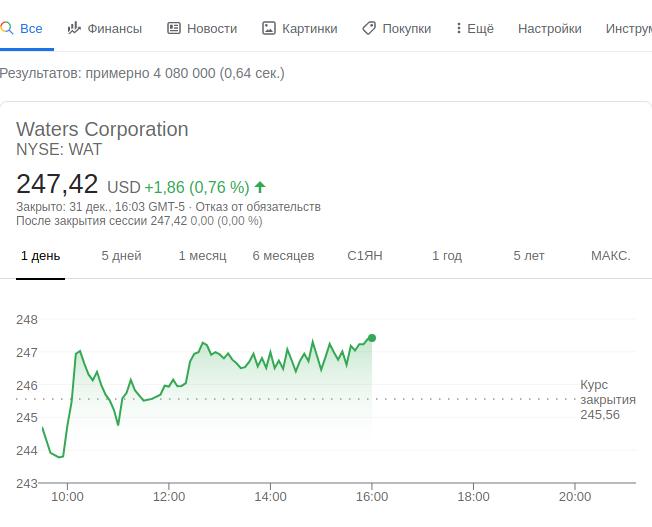 Все Финансы Новости Картинки Покупки Ещё Настройки Инструм
Результатов: примерно 4 080 000 (0,64 сек.)
Waters Corporation
NYSE: WAT
247,42 USD +1,86 (0,76 %)
Закрыто: 31 дек., 16:03 GMT-5 · Отказ от обязательств
После закрытия сессии 247,42 0,00 (0,00 %)
1 день 5 дней 1 месяц 6 месяцев С1ЯН 1 год 5 лет МАКС.
248
247
246
Курс
закрытия
245,56
245
244
243
10:00 12:00 14:00 16:00 18:00 20:00